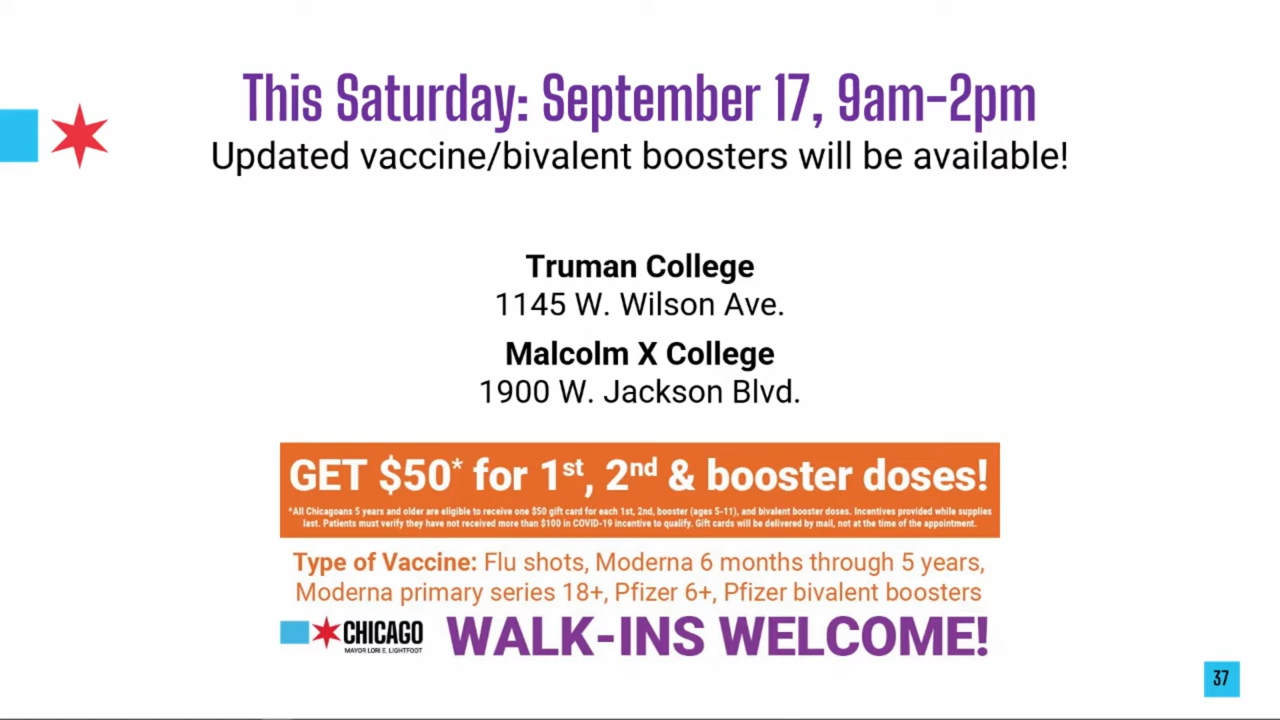 This Saturday: September 17, 9am-2pm
Updated vaccine/bivalent boosters will be available!
Truman College
1145 W. Wilson Ave.
Malcolm X College
1900 W. Jackson Blvd.
GET $50* for 1st, 2nd & booster doses!
*All Chicagoans 5 years and older are eligible to receive one $50 gift card for each 1st, 2nd, booster (ages 5-11), and bivalent booster doses. Incentives provided while supplies
last. Patients must verify they have not received more than $100 in COVID-19 incentive to qualify. Gift cards will be delivered by mail, not at the time of the appointment.
Type of Vaccine: Flu shots, Moderna 6 months through 5 years,
Moderna primary series 18+, Pfizer 6+, Pfizer bivalent boosters
CHICAGO
MAYOR LORI E. LIGHTFOOT
WALK-INS WELCOME!
37